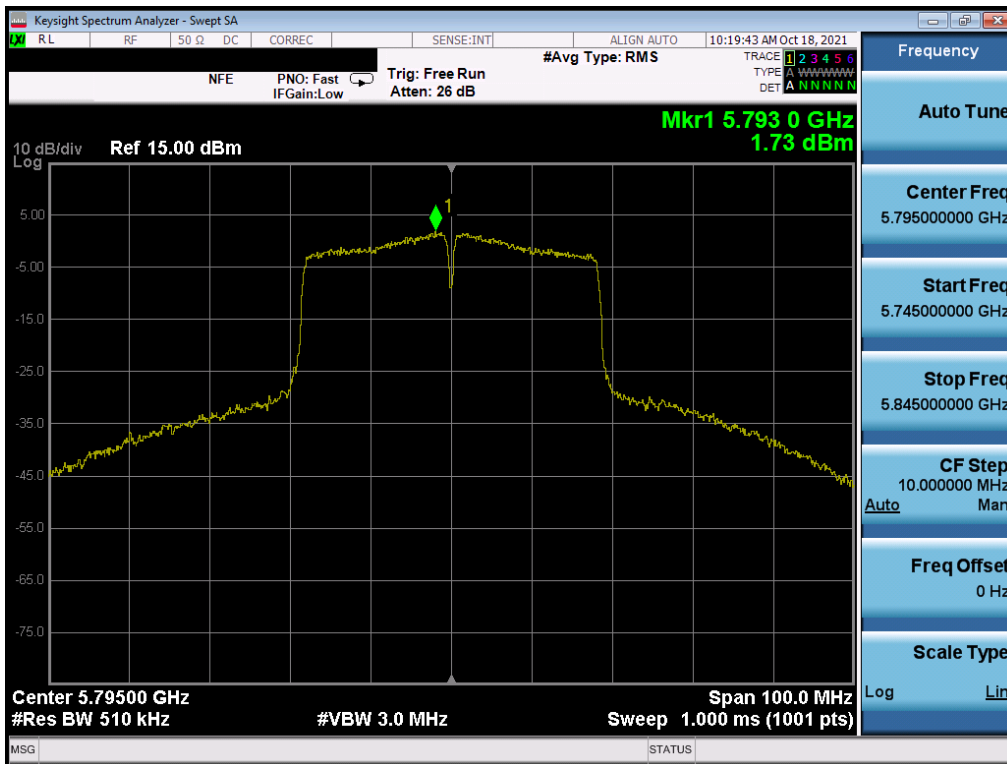 Keysight Spectrum Analyzer - Swept SA
LXI RL RF 50 Ω DC CORREC SENSE:INT ALIGN AUTO 10:19:43 AM Oct 18, 2021
Frequency
#Avg Type: RMS TRACE 1 2 3 4 5 6
NFE PNO: Fast Trig: Free Run TYPE A WWWWW
IFGain:Low Atten: 26 dB DET A N N N N N
Auto Tune
Mkr1 5.793 0 GHz
10 dB/div Ref 15.00 dBm 1.73 dBm
Log
1
5.00
-5.00
-15.0
-25.0
-35.0
-45.0
-55.0
-65.0
-75.0
Center Freq
5.795000000 GHz
Start Freq
5.745000000 GHz
Stop Freq
5.845000000 GHz
CF Step
10.000000 MHz
Auto Man
Freq Offset
0 Hz
Scale Type
Log Lin
Center 5.79500 GHz Span 100.0 MHz
#Res BW 510 kHz #VBW 3.0 MHz Sweep 1.000 ms (1001 pts)
MSG STATUS